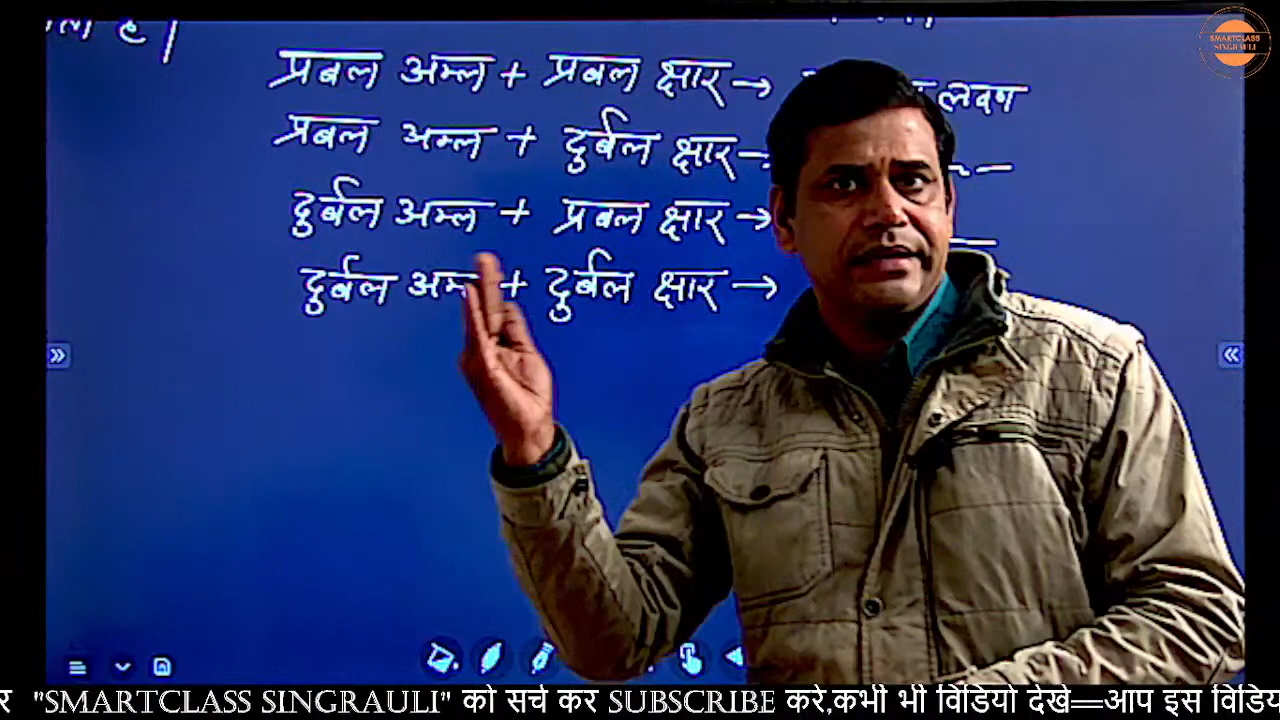 SMARTCLASS
SINGRAULI
प्रबल अम्ल + प्रबल क्षार → लवण
प्रबल अम्ल + दुर्बल क्षार →
दुर्बल अम्ल + प्रबल क्षार →
दुर्बल अम्ल + दुर्बल क्षार →
र "SMARTCLASS SINGRAULI" को सर्च कर SUBSCRIBE करे,कभी भी विडियो देखे—आप इस विडिय